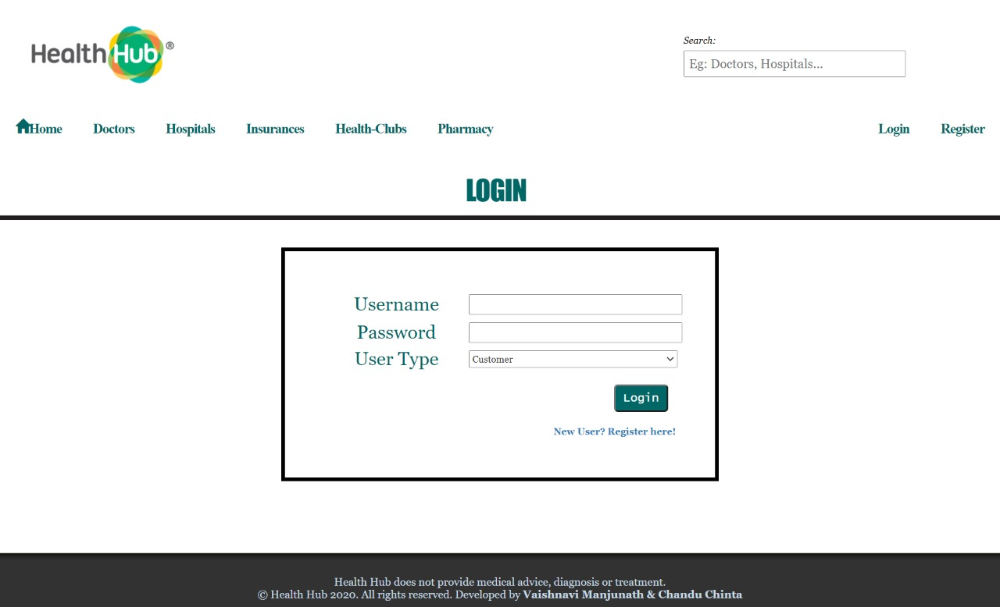 HealthHub®
Search:
Eg: Doctors, Hospitals...
Home Doctors Hospitals Insurances Health-Clubs Pharmacy Login Register
LOGIN
Username
Password
User Type Customer
Login
New User? Register here!
Health Hub does not provide medical advice, diagnosis or treatment.
© Health Hub 2020. All rights reserved. Developed by Vaishnavi Manjunath & Chandu Chinta